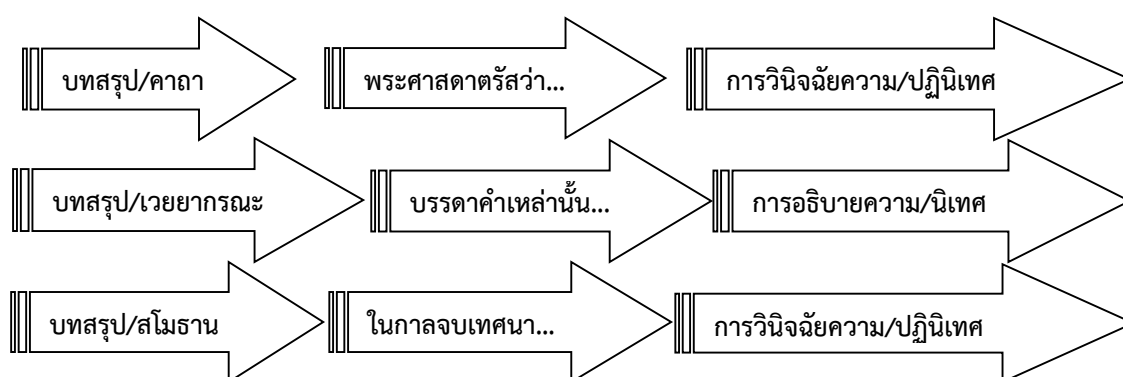 บทสรุป/คาถา พระศาสดาตรัสว่า... การวินิจฉัยความ/ปฏินิเทศ
บทสรุป/เวยยากรณะ บรรดาคำเหล่านั้น... การอธิบายความ/นิเทศ
บทสรุป/สโมธาน ในกาลจบเทศนา... การวินิจฉัยความ/ปฏินิเทศ